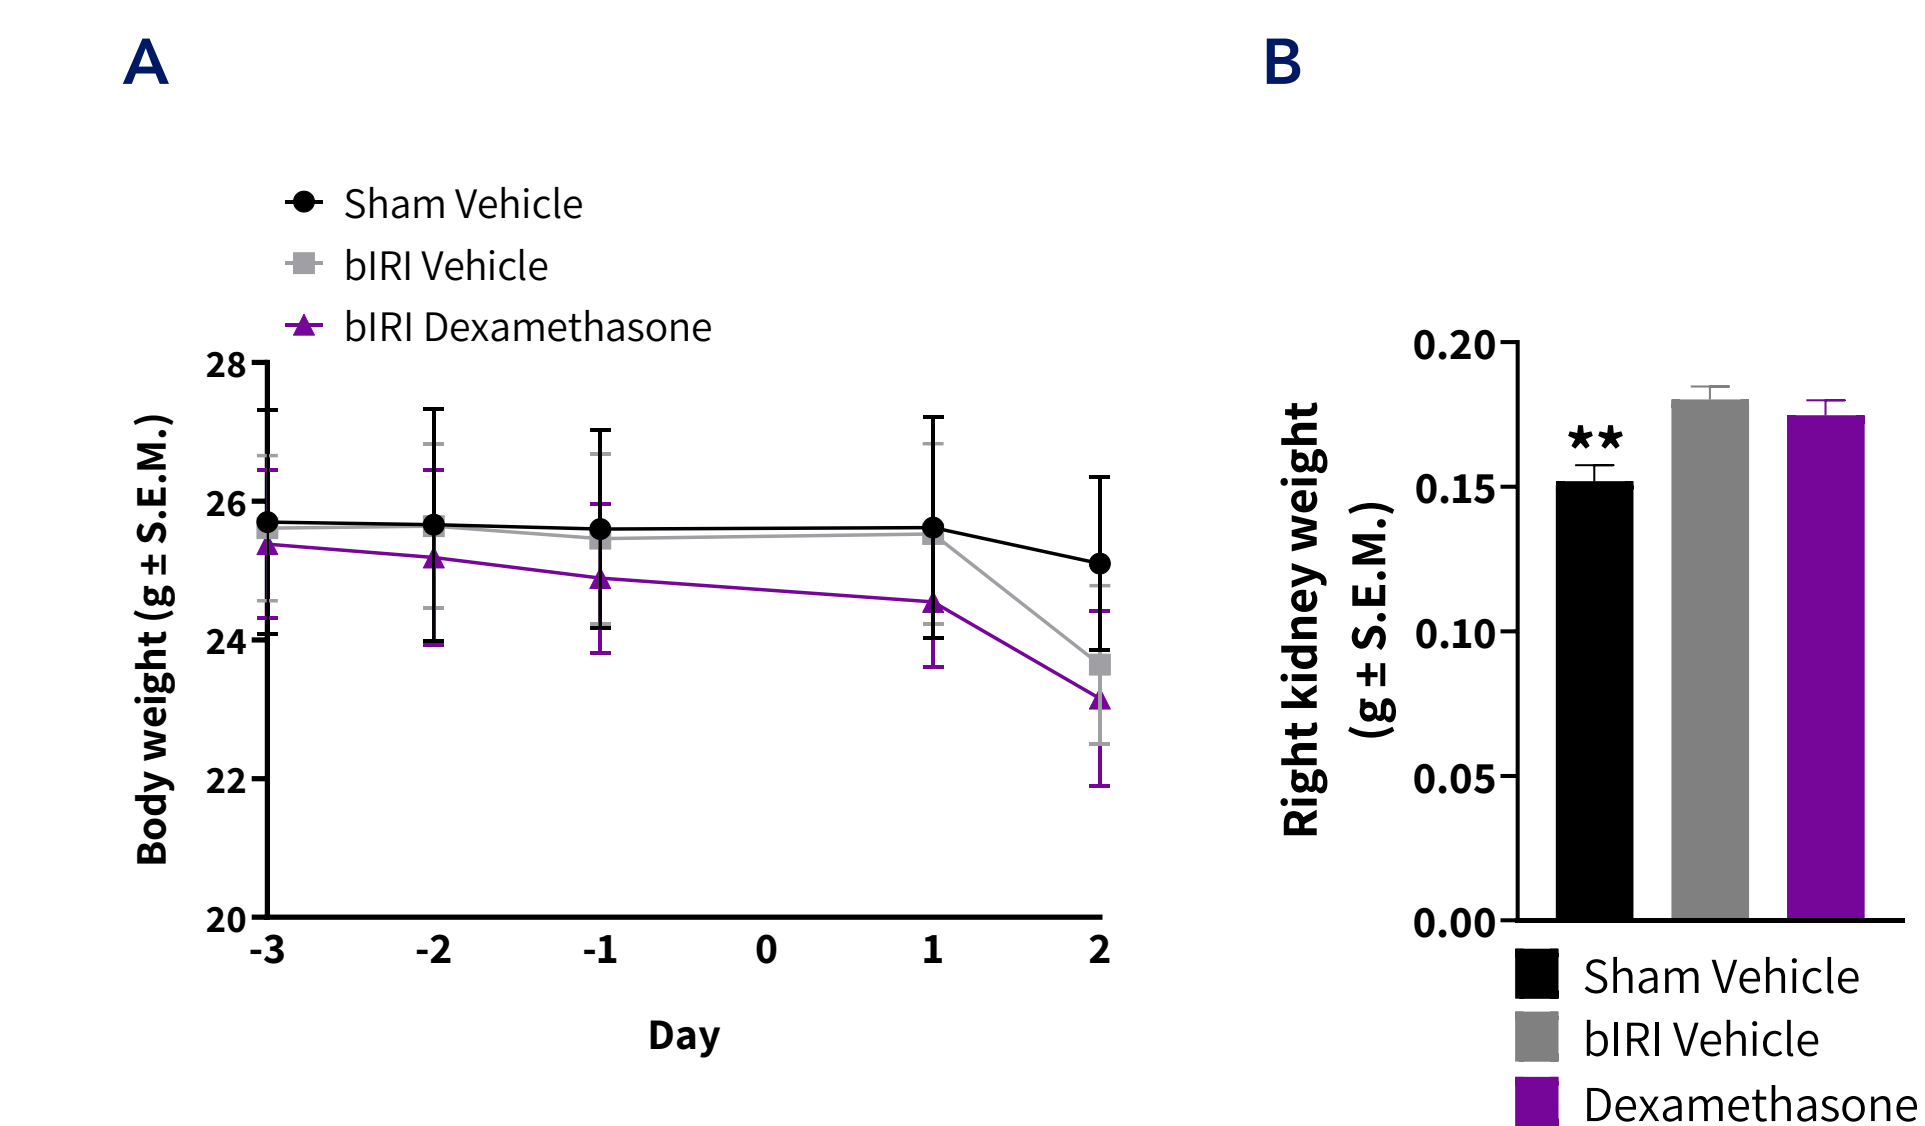 A
Sham Vehicle
bIRI Vehicle
bIRI Dexamethasone
Body weight (g ± S.E.M.)
28
26
24
22
20
-3 -2 -1 0 1 2
Day
B
Right kidney weight
(g ± S.E.M.)
0.20
0.15
0.10
0.05
0.00
**
Sham Vehicle
bIRI Vehicle
Dexamethasone